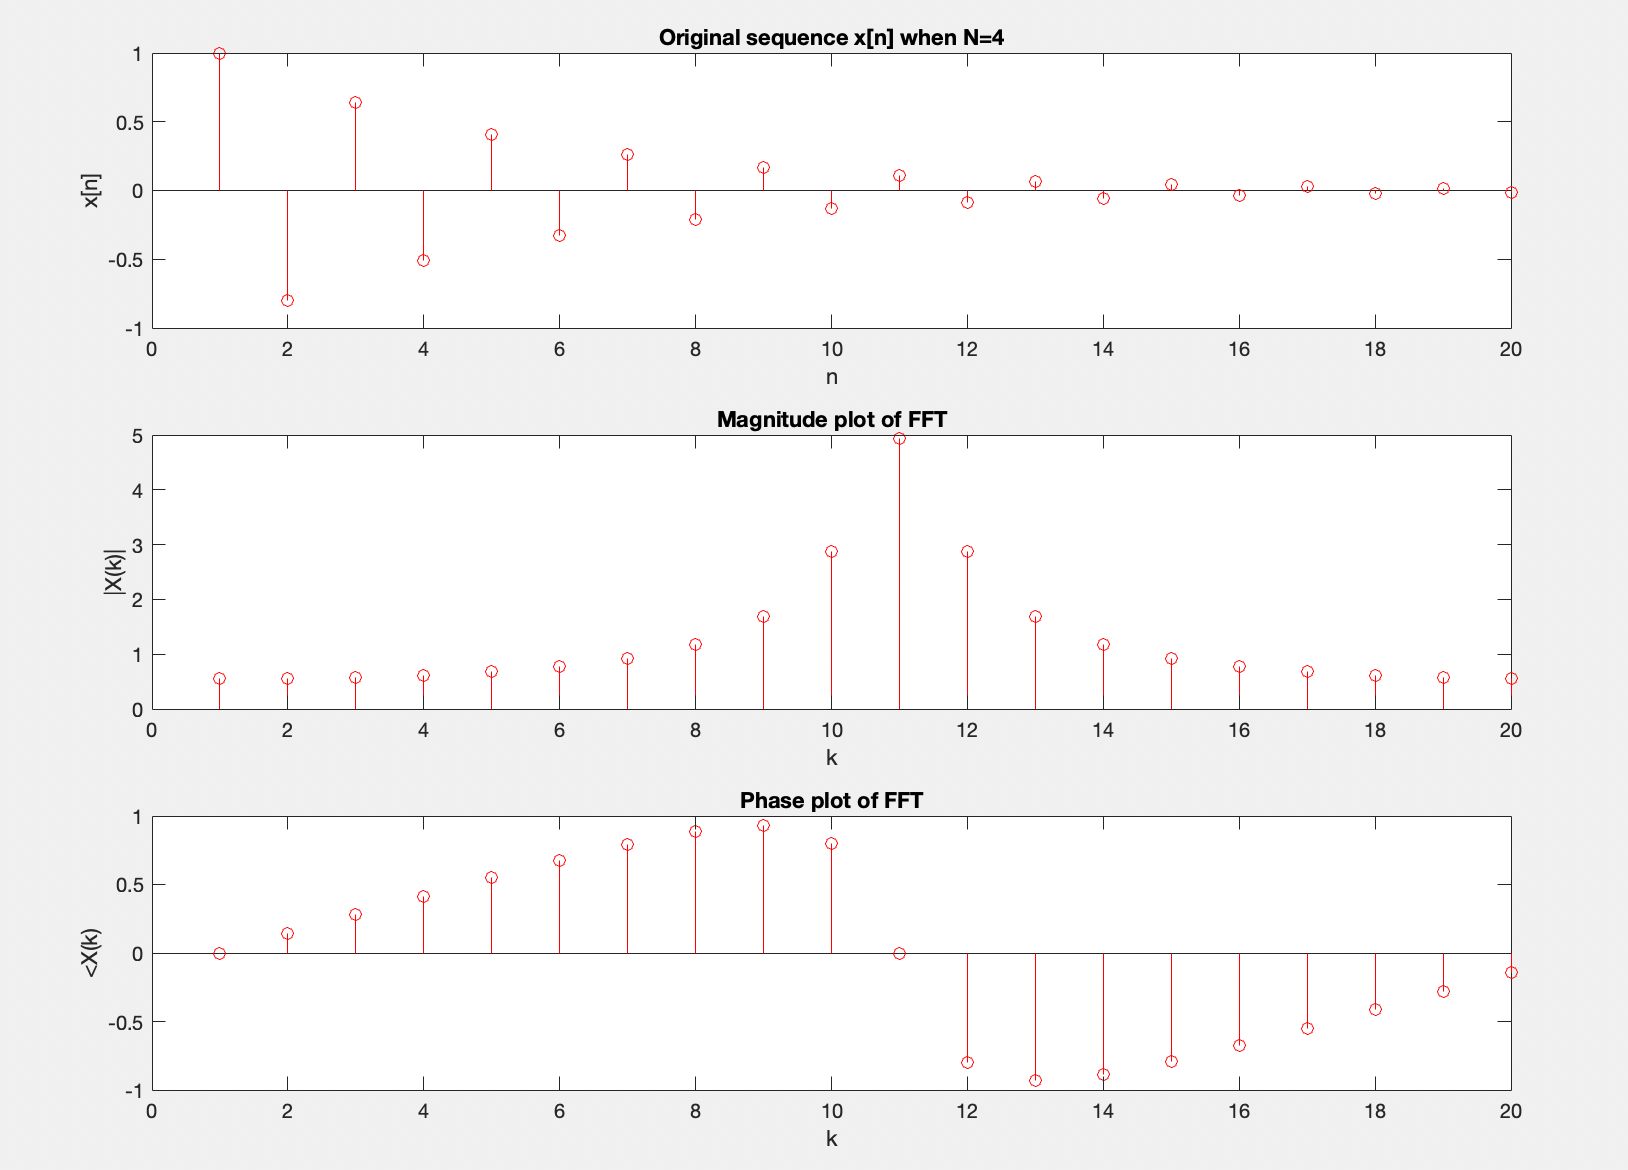 Original sequence x[n] when N=4
1
0.5
0
-0.5
-1
x[n]
0 2 4 6 8 10 12 14 16 18 20
n
Magnitude plot of FFT
5
4
3
2
1
0
|X(k)|
0 2 4 6 8 10 12 14 16 18 20
k
Phase plot of FFT
1
0.5
0
-0.5
-1
<X(k)
0 2 4 6 8 10 12 14 16 18 20
k